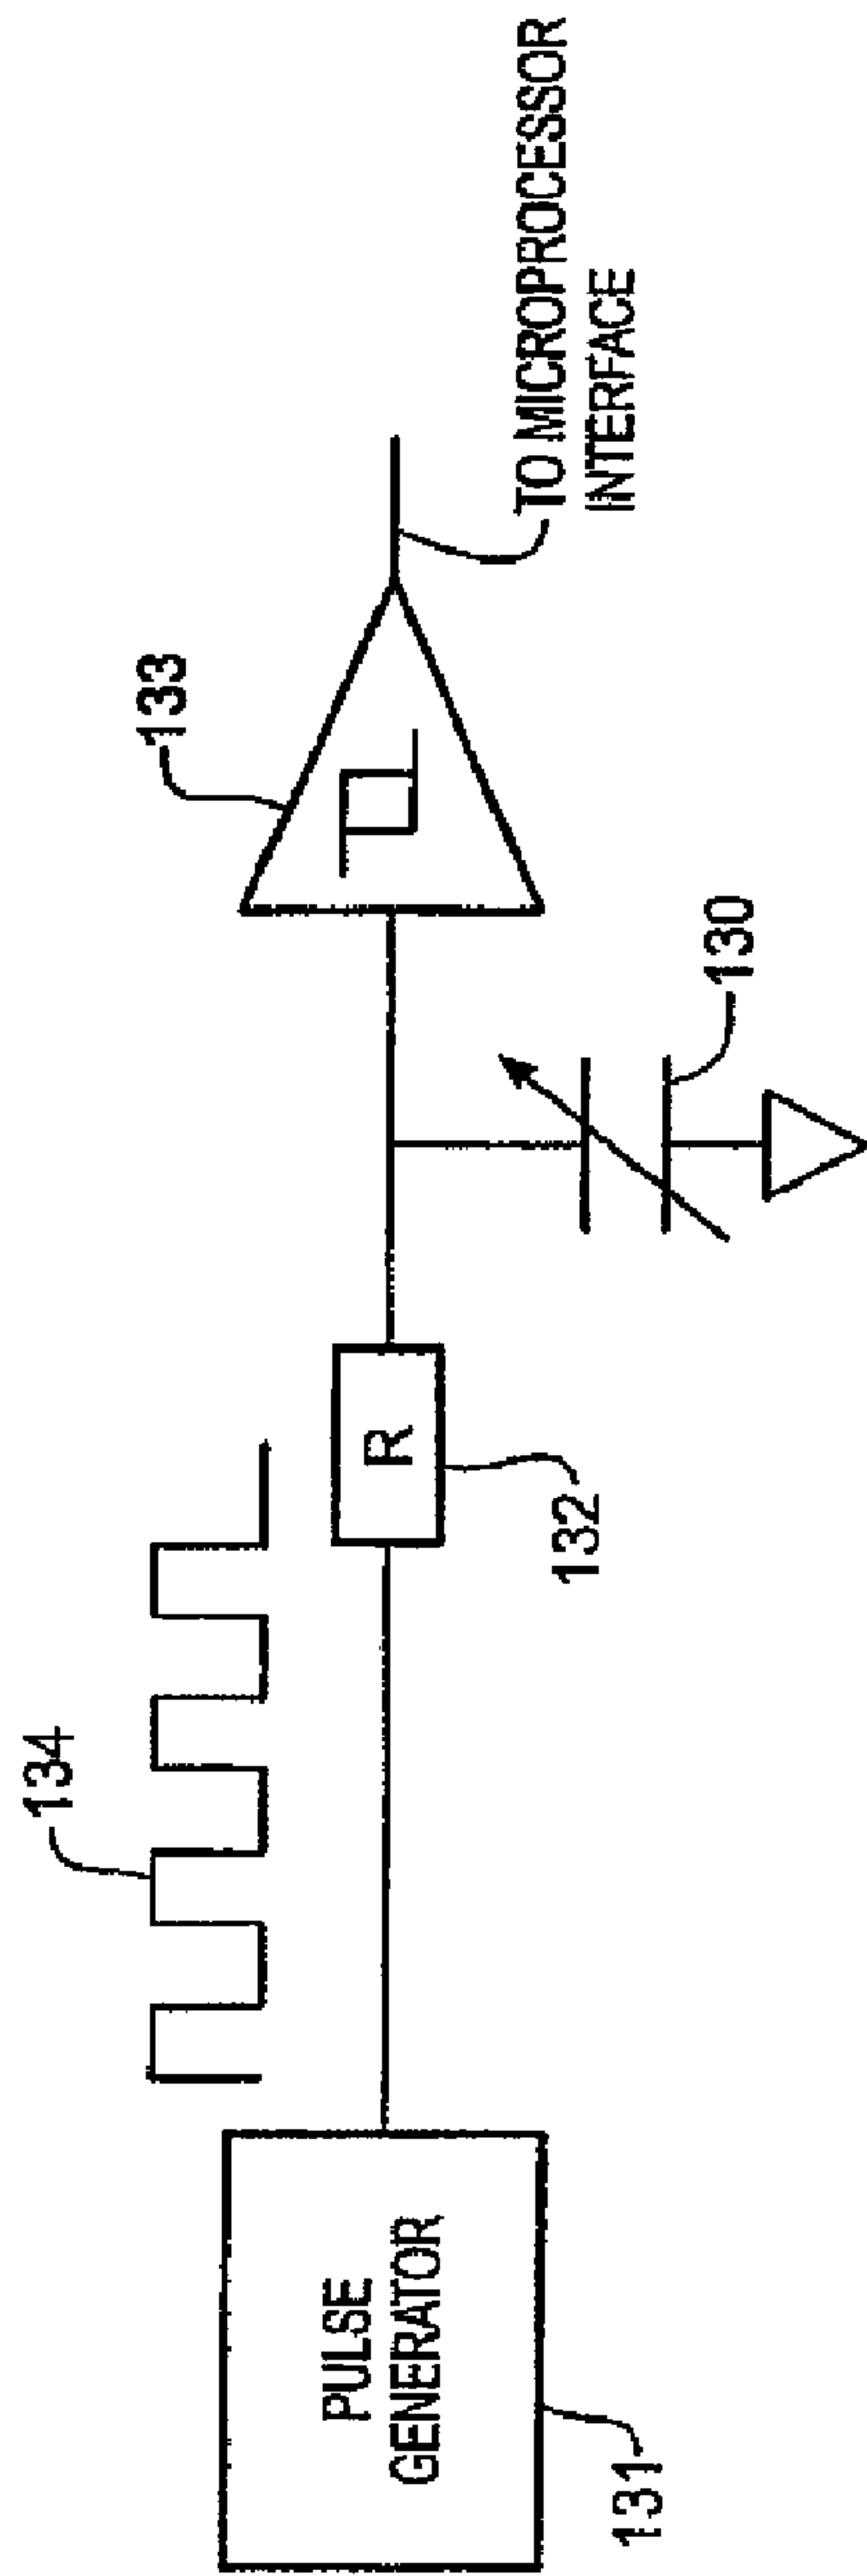 134
133
PULSE
GENERATOR
R
TO MICROPROCESSOR
INTERFACE
131
132
130